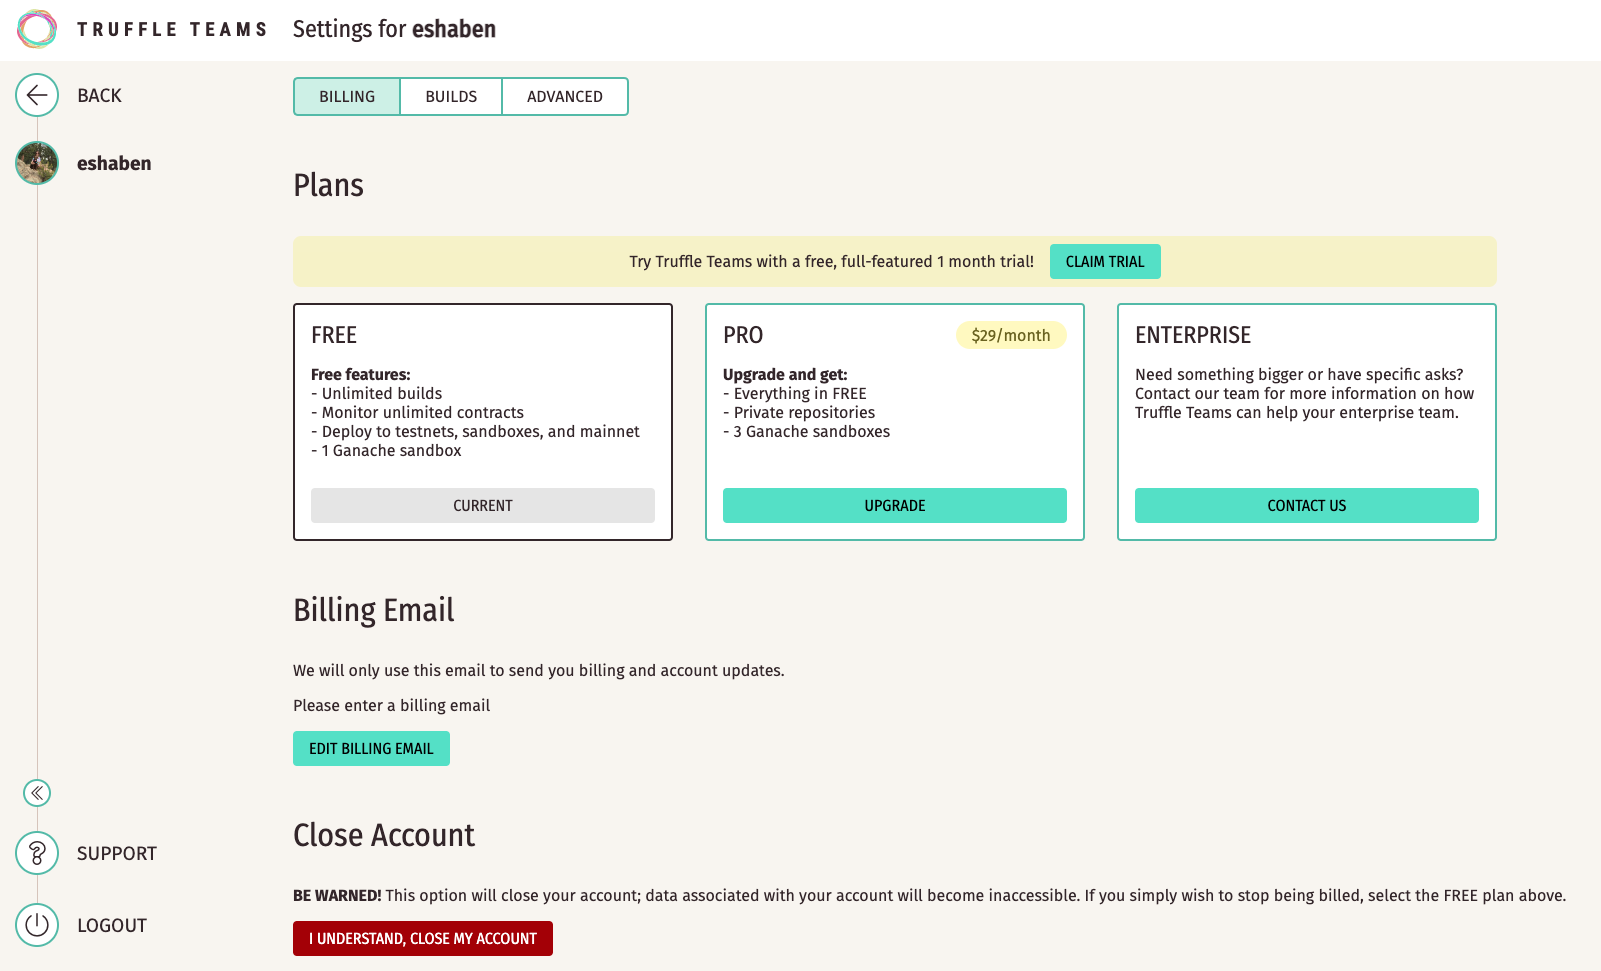 TRUFFLE TEAMS
Settings for eshaben
BACK
eshaben
BILLING
BUILDS
ADVANCED
Plans
Try Truffle Teams with a free, full-featured 1 month trial!
CLAIM TRIAL
FREE
Free features:
- Unlimited builds
- Monitor unlimited contracts
- Deploy to testnets, sandboxes, and mainnet
- 1 Ganache sandbox
CURRENT
PRO
$29/month
Upgrade and get:
- Everything in FREE
- Private repositories
- 3 Ganache sandboxes
UPGRADE
ENTERPRISE
Need something bigger or have specific asks?
Contact our team for more information on how
Truffle Teams can help your enterprise team.
CONTACT US
Billing Email
We will only use this email to send you billing and account updates.
Please enter a billing email
EDIT BILLING EMAIL
Close Account
BE WARNED! This option will close your account; data associated with your account will become inaccessible. If you simply wish to stop being billed, select the FREE plan above.
I UNDERSTAND, CLOSE MY ACCOUNT
SUPPORT
LOGOUT